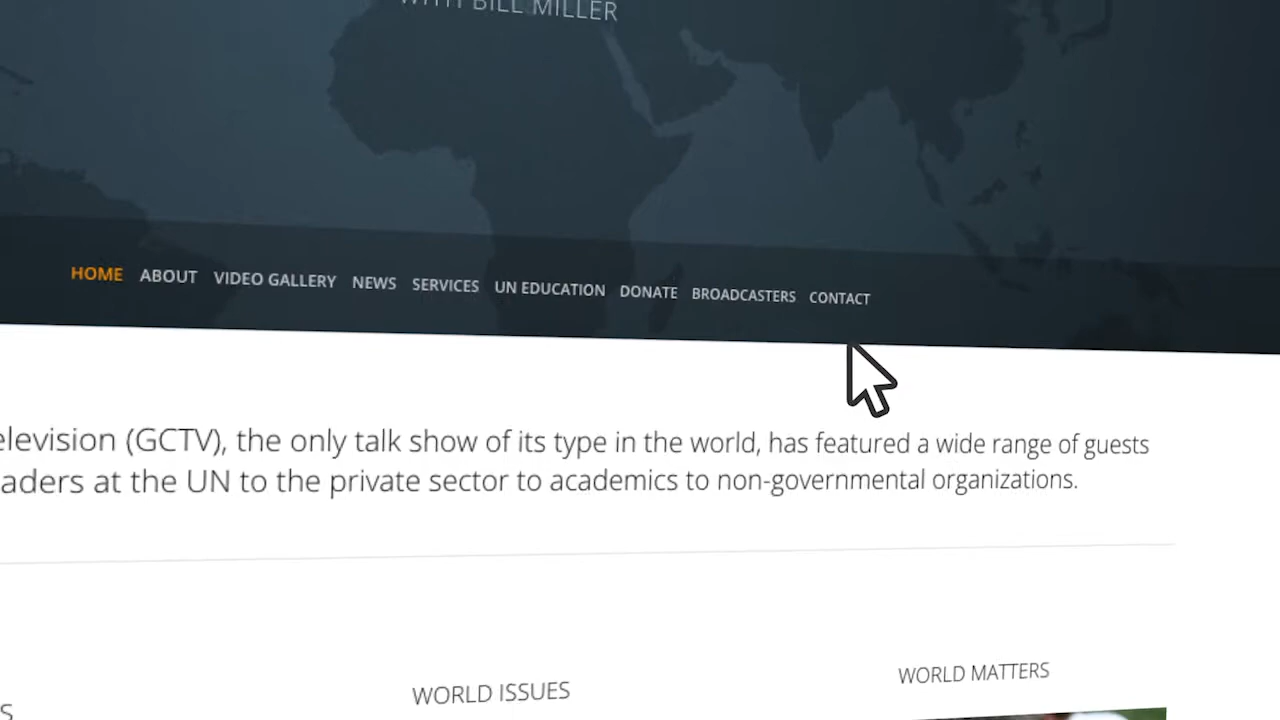 WITH BILL MILLER
HOME ABOUT VIDEO GALLERY NEWS SERVICES UN EDUCATION DONATE BROADCASTERS CONTACT
elevision (GCTV), the only talk show of its type in the world, has featured a wide range of guests
aders at the UN to the private sector to academics to non-governmental organizations.
WORLD ISSUES
WORLD MATTERS